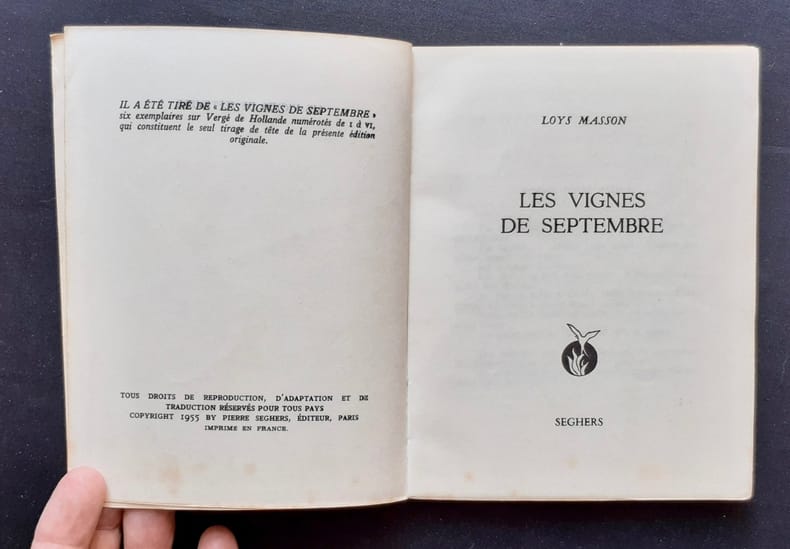 IL A ÉTÉ TIRÉ DE « LES VIGNES DE SEPTEMBRE »
six exemplaires sur Vergé de Hollande numérotés de I à VI,
qui constituent le seul tirage de tête de la présente édition
originale.
TOUS DROITS DE REPRODUCTION, D'ADAPTATION ET DE
TRADUCTION RÉSERVÉS POUR TOUS PAYS
COPYRIGHT 1955 BY PIERRE SEGHERS, ÉDITEUR, PARIS
IMPRIME EN FRANCE.
LOYS MASSON
LES VIGNES
DE SEPTEMBRE
SEGHERS